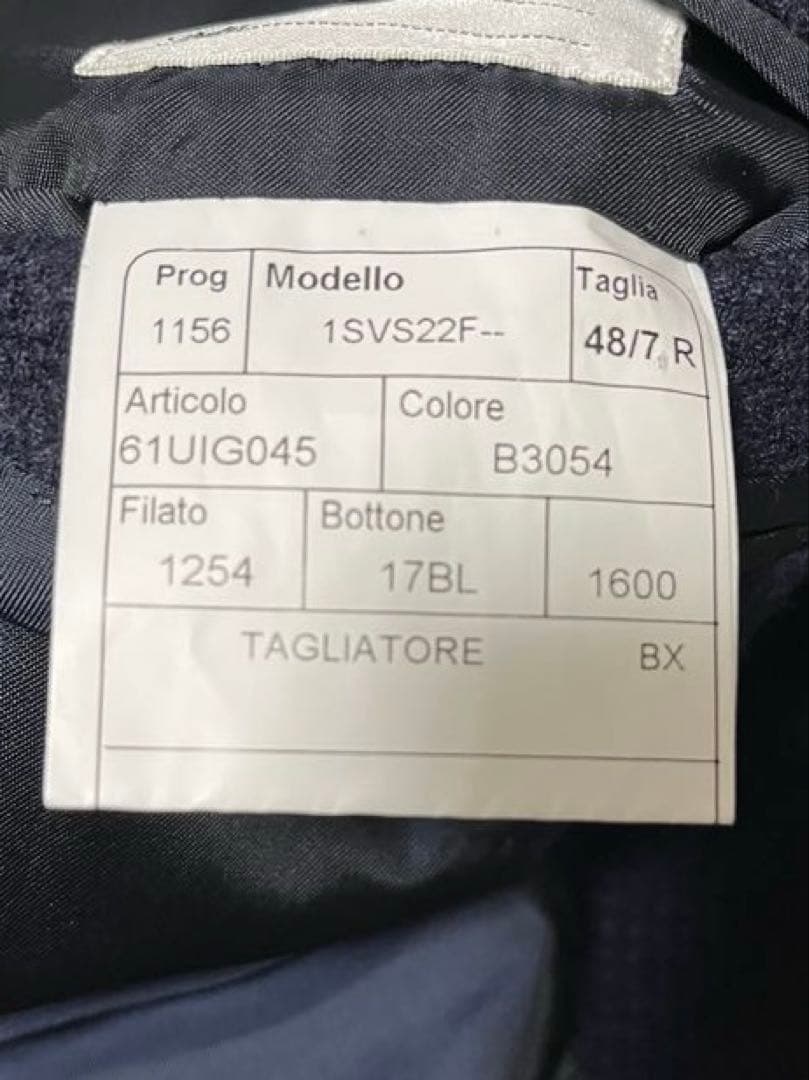 Prog Modello Taglia
1156 1SVS22F-- 48/7 R
Articolo Colore
61UIG045 B3054
Filato Bottone
1254 17BL 1600
TAGLIATORE BX